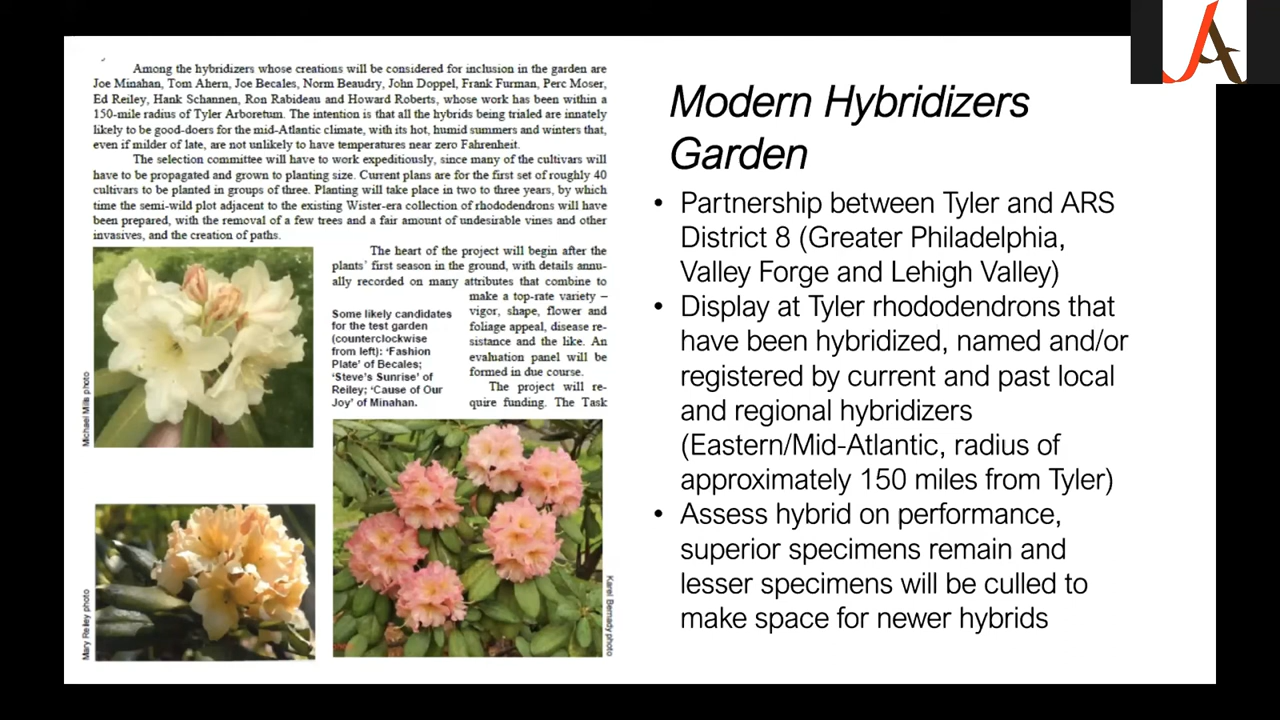 Among the hybridizers whose creations will be considered for inclusion in the garden are
Joe Minahan, Tom Ahern, Joe Becales, Norm Beaudry, John Doppel, Frank Furman, Perc Moser,
Ed Reiley, Hank Schannen, Ron Rabideau and Howard Roberts, whose work has been within a
150-mile radius of Tyler Arboretum. The intention is that all the hybrids being trialed are innately
likely to be good-doers for the mid-Atlantic climate, with its hot, humid summers and winters that,
even if milder of late, are not unlikely to have temperatures near zero Fahrenheit.
The selection committee will have to work expeditiously, since many of the cultivars will
have to be propagated and grown to planting size. Current plans are for the first set of roughly 40
cultivars to be planted in groups of three. Planting will take place in two to three years, by which
time the semi-wild plot adjacent to the existing Wister-era collection of rhododendrons will have
been prepared, with the removal of a few trees and a fair amount of undesirable vines and other
invasives, and the creation of paths.
The heart of the project will begin after the
plants' first season in the ground, with details annu-
ally recorded on many attributes that combine to
make a top-rate variety –
vigor, shape, flower and
foliage appeal, disease re-
sistance and the like. An
evaluation panel will be
formed in due course.
The project will re-
quire funding. The Task
Some likely candidates
for the test garden
(counterclockwise
from left): 'Fashion
Plate' of Becales;
'Steve's Sunrise' of
Reiley; 'Cause of Our
Joy' of Minahan.
Michael Mills photo
Mary Reiley photo
Karel Bernady photo
Modern Hybridizers
Garden
• Partnership between Tyler and ARS
District 8 (Greater Philadelphia,
Valley Forge and Lehigh Valley)
• Display at Tyler rhododendrons that
have been hybridized, named and/or
registered by current and past local
and regional hybridizers
(Eastern/Mid-Atlantic, radius of
approximately 150 miles from Tyler)
• Assess hybrid on performance,
superior specimens remain and
lesser specimens will be culled to
make space for newer hybrids
JA